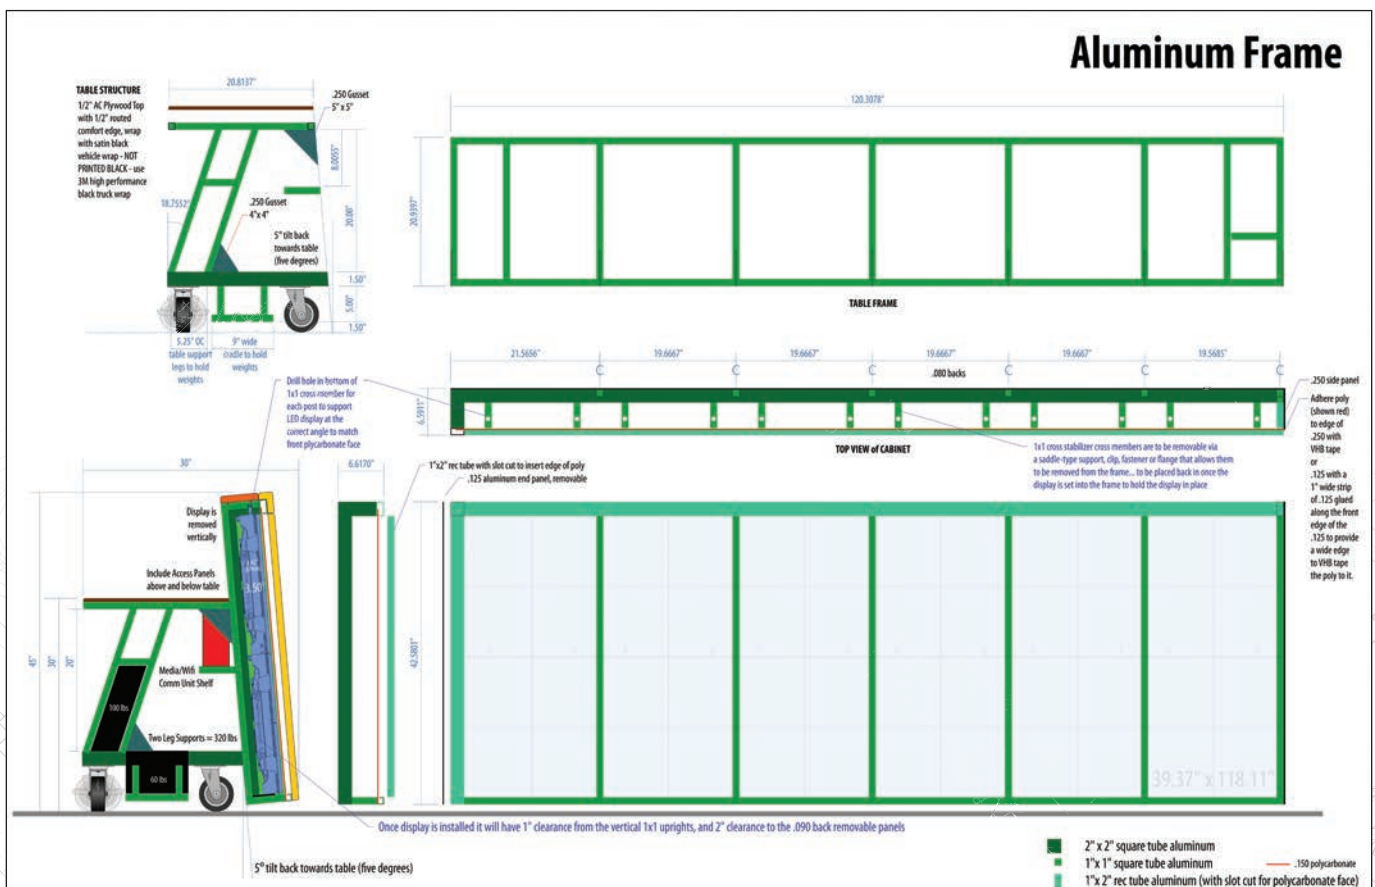 Aluminum Frame
TABLE STRUCTURE
1/2" AC Plywood Top
with 1/2" routed
comfort edge, wrap
with satin black
vehicle wrap - NOT
PRINTED BLACK - use
3M high performance
black truck wrap
20.8137"
.250 Gusset
5" x 5"
8.0055"
18.7552"
.250 Gusset
4"x 4"
20.00"
5° tilt back
towards table
(five degrees)
1.50"
5.00"
1.50"
5.25" OC
table support
legs to hold
weights
9" wide
cradle to hold
weights
120.3078"
20.9397"
TABLE FRAME
21.5656"
19.6667"
19.6667"
19.6667"
19.6667"
19.5685"
C
C
C
C
C
C
.080 backs
6.5911"
TOP VIEW of CABINET
.250 side panel
Adhere poly
(shown red)
to edge of
.250 with
VHB tape
or
.125 with a
1" wide strip
of .125 glued
along the front
edge of the
.125 to provide
a wide edge
to VHB tape
the poly to it.
Drill hole in bottom of
1x1 cross member for
each post to support
LED display at the
correct angle to match
front plycarbonate face
1x1 cross stabilizer cross members are to be removable via
a saddle-type support, clip, fastener or flange that allows them
to be removed from the frame... to be placed back in once the
display is set into the frame to hold the display in place
30"
6.6170"
1"x2" rec tube with slot cut to insert edge of poly
.125 aluminum end panel, removable
Display is
removed
vertically
3.50"
Include Access Panels
above and below table
45"
30"
20"
Media/Wifi
Comm Unit Shelf
100 lbs
Two Leg Supports = 320 lbs
60 lbs
42.5801"
39.37" x 118.11"
Once display is installed it will have 1" clearance from the vertical 1x1 uprights, and 2" clearance to the .090 back removable panels
5° tilt back towards table (five degrees)
2" x 2" square tube aluminum
1"x 1" square tube aluminum
.150 polycarbonate
1"x 2" rec tube aluminum (with slot cut for polycarbonate face)